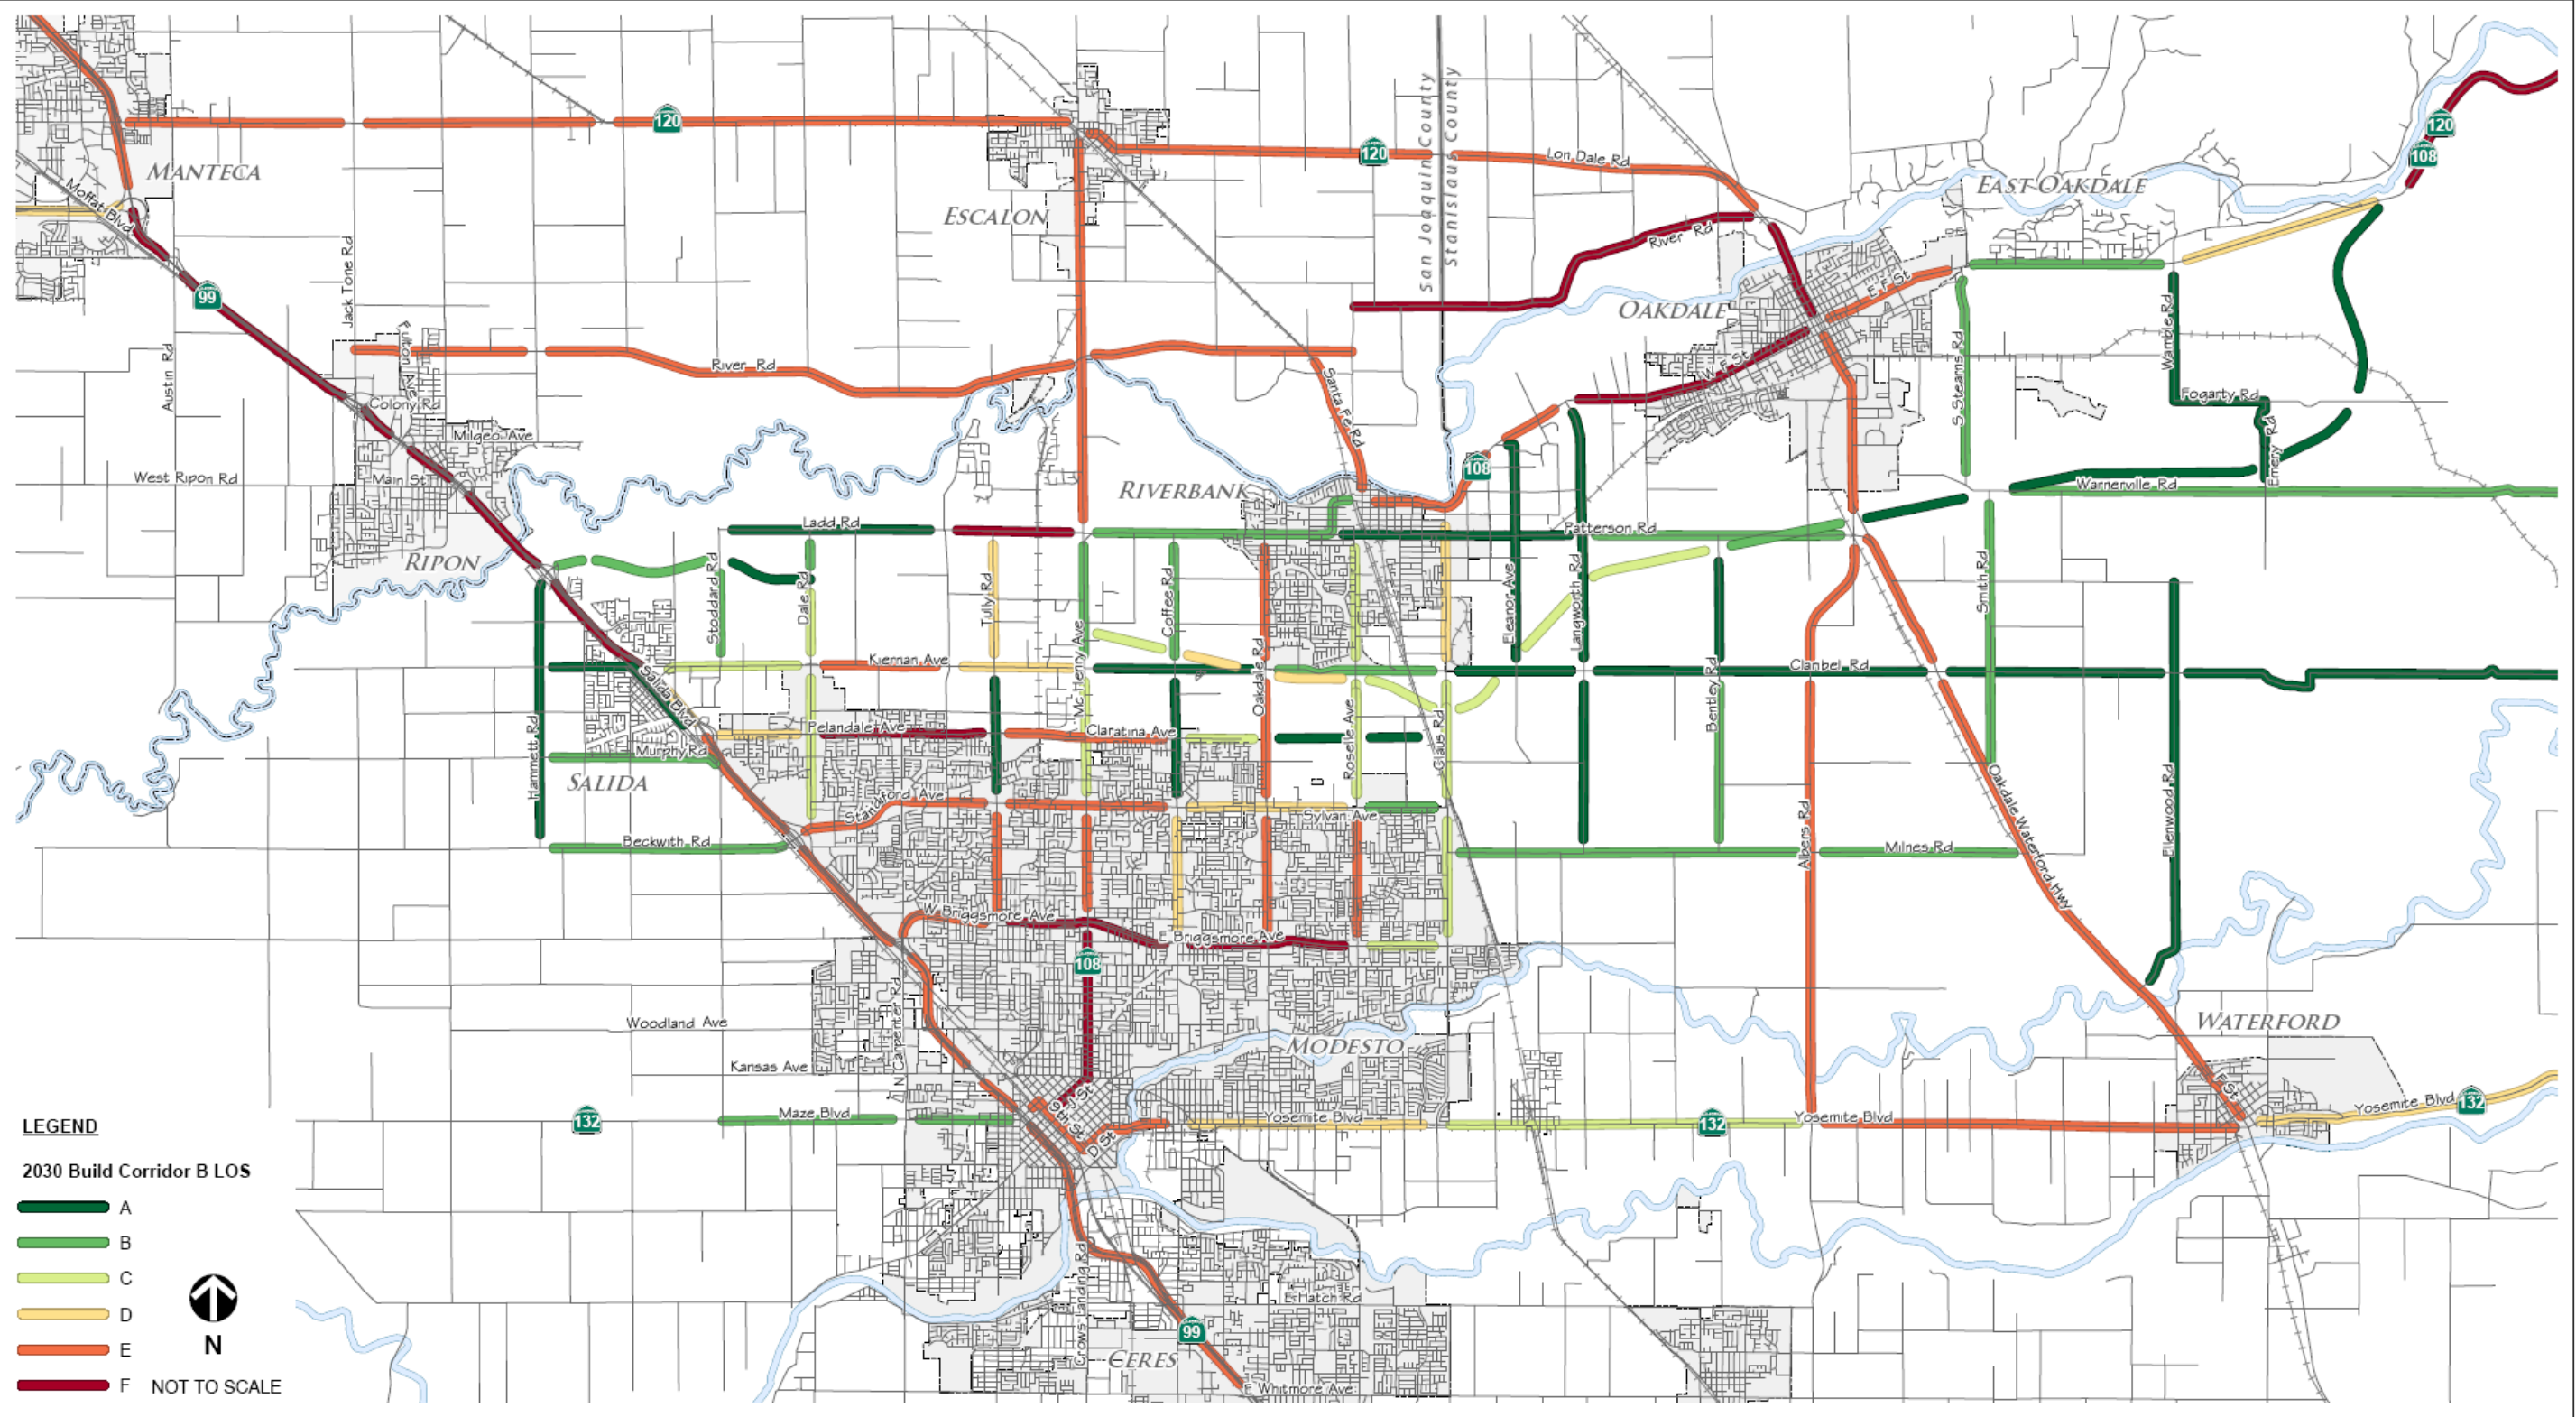 120
MANTECA
Moffat Blvd
99
Jack Tone Rd
Austin Rd
Fulton Ave
Colony Rd
Milgeo Ave
West Ripon Rd
Main St
RIPON
River Rd
ESCALON
120
San Joaquin County
Stanislaus County
Lon Dale Rd
River Rd
EAST OAKDALE
120
108
OAKDALE
E F St
W F St
S Stearns Rd
Wamble Rd
Fogarty Rd
Emery Rd
Warnerville Rd
Santa Fe Rd
108
RIVERBANK
Patterson Rd
Ladd Rd
Stoddard Rd
Dale Rd
Tully Rd
Mc Henry Ave
Coffee Rd
Oakdale Rd
Roselle Ave
Claus Rd
Eleanor Ave
Langworth Rd
Bentley Rd
Smith Rd
Kiernan Ave
Claribel Rd
Salida Blvd
Hammett Rd
Murphy Rd
SALIDA
Pelandale Ave
Claratina Ave
Standiford Ave
Sylvan Ave
Beckwith Rd
Albers Rd
Milnes Rd
Oakdale Waterford Hwy
Ellenwood Rd
W Briggsmore Ave
E Briggsmore Ave
108
N Carpenter Rd
Woodland Ave
Kansas Ave
MODESTO
WATERFORD
F St
132
Maze Blvd
J St
D St
Yosemite Blvd
132
Yosemite Blvd
Yosemite Blvd
132
Crows Landing Rd
E Hatch Rd
99
CERES
E Whitmore Ave
LEGEND
2030 Build Corridor B LOS
A
B
C
D
E
F
N
NOT TO SCALE